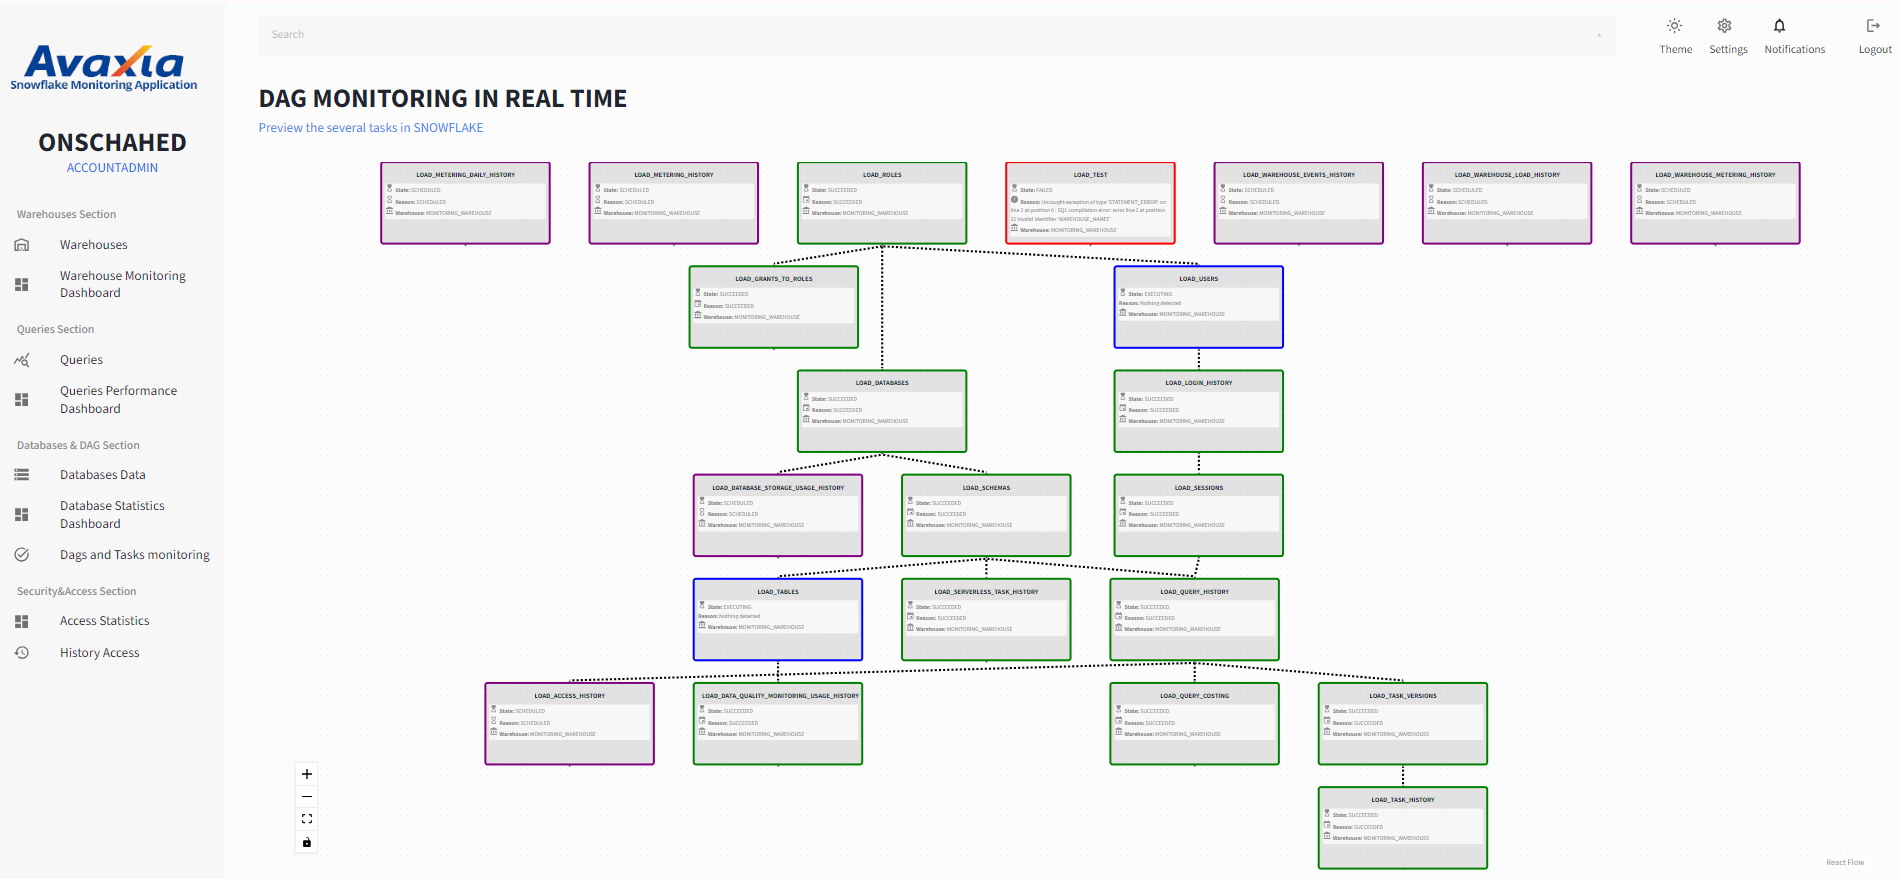 Avaxia
Snowflake Monitoring Application
ONSCHAHED
ACCOUNTADMIN
Warehouses Section
Warehouses
Warehouse Monitoring
Dashboard
Queries Section
Queries
Queries Performance
Dashboard
Databases & DAG Section
Databases Data
Database Statistics
Dashboard
Dags and Tasks monitoring
Security&Access Section
Access Statistics
History Access
Search
Theme
Settings
Notifications
Logout
DAG MONITORING IN REAL TIME
Preview the several tasks in SNOWFLAKE
LOAD_METERING_DAILY_HISTORY
State: SCHEDULED
Reason: SCHEDULED
Warehouse: MONITORING_WAREHOUSE
LOAD_METERING_HISTORY
State: SCHEDULED
Reason: SCHEDULED
Warehouse: MONITORING_WAREHOUSE
LOAD_ROLES
State: SUCCEEDED
Reason: SUCCEEDED
Warehouse: MONITORING_WAREHOUSE
LOAD_TEST
State: FAILED
Reason: Uncaught exception of type 'STATEMENT_ERROR' on
line 2 at position 0 : SQL compilation error: error line 2 at position
12 invalid identifier 'WAREHOUSE_NAMEE'
Warehouse: MONITORING_WAREHOUSE
LOAD_WAREHOUSE_EVENTS_HISTORY
State: SCHEDULED
Reason: SCHEDULED
Warehouse: MONITORING_WAREHOUSE
LOAD_WAREHOUSE_LOAD_HISTORY
State: SCHEDULED
Reason: SCHEDULED
Warehouse: MONITORING_WAREHOUSE
LOAD_WAREHOUSE_METERING_HISTORY
State: SCHEDULED
Reason: SCHEDULED
Warehouse: MONITORING_WAREHOUSE
LOAD_GRANTS_TO_ROLES
State: SUCCEEDED
Reason: SUCCEEDED
Warehouse: MONITORING_WAREHOUSE
LOAD_USERS
State: EXECUTING
Reason: Nothing detected
Warehouse: MONITORING_WAREHOUSE
LOAD_DATABASES
State: SUCCEEDED
Reason: SUCCEEDED
Warehouse: MONITORING_WAREHOUSE
LOAD_LOGIN_HISTORY
State: SUCCEEDED
Reason: SUCCEEDED
Warehouse: MONITORING_WAREHOUSE
LOAD_DATABASE_STORAGE_USAGE_HISTORY
State: SCHEDULED
Reason: SCHEDULED
Warehouse: MONITORING_WAREHOUSE
LOAD_SCHEMAS
State: SUCCEEDED
Reason: SUCCEEDED
Warehouse: MONITORING_WAREHOUSE
LOAD_SESSIONS
State: SUCCEEDED
Reason: SUCCEEDED
Warehouse: MONITORING_WAREHOUSE
LOAD_TABLES
State: EXECUTING
Reason: Nothing detected
Warehouse: MONITORING_WAREHOUSE
LOAD_SERVERLESS_TASK_HISTORY
State: SUCCEEDED
Reason: SUCCEEDED
Warehouse: MONITORING_WAREHOUSE
LOAD_QUERY_HISTORY
State: SUCCEEDED
Reason: SUCCEEDED
Warehouse: MONITORING_WAREHOUSE
LOAD_ACCESS_HISTORY
State: SCHEDULED
Reason: SCHEDULED
Warehouse: MONITORING_WAREHOUSE
LOAD_DATA_QUALITY_MONITORING_USAGE_HISTORY
State: SUCCEEDED
Reason: SUCCEEDED
Warehouse: MONITORING_WAREHOUSE
LOAD_QUERY_COSTING
State: SUCCEEDED
Reason: SUCCEEDED
Warehouse: MONITORING_WAREHOUSE
LOAD_TASK_VERSIONS
State: SUCCEEDED
Reason: SUCCEEDED
Warehouse: MONITORING_WAREHOUSE
LOAD_TASK_HISTORY
State: SUCCEEDED
Reason: SUCCEEDED
Warehouse: MONITORING_WAREHOUSE
React Flow